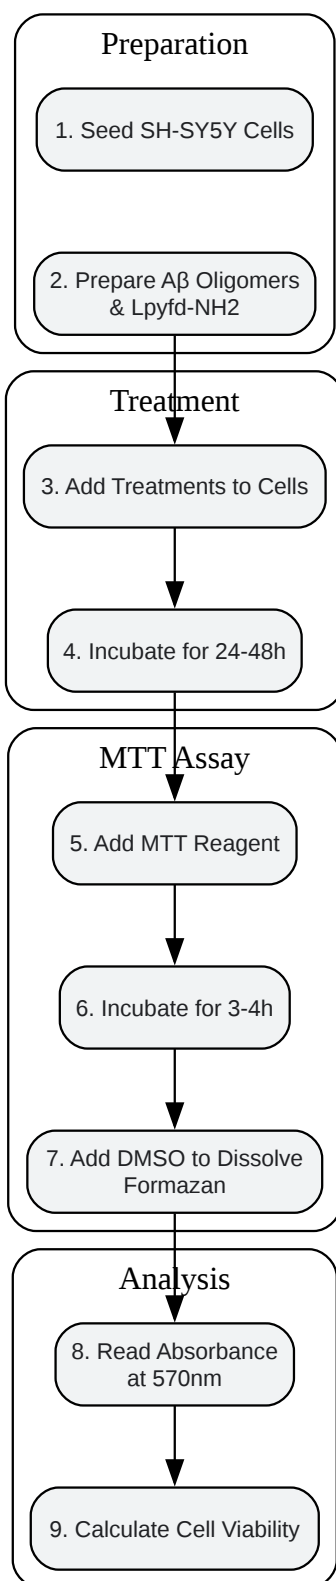 Preparation
1. Seed SH-SY5Y Cells
2. Prepare Aβ Oligomers
& Lpyfd-NH2
Treatment
3. Add Treatments to Cells
4. Incubate for 24-48h
MTT Assay
5. Add MTT Reagent
6. Incubate for 3-4h
7. Add DMSO to Dissolve
Formazan
Analysis
8. Read Absorbance
at 570nm
9. Calculate Cell Viability